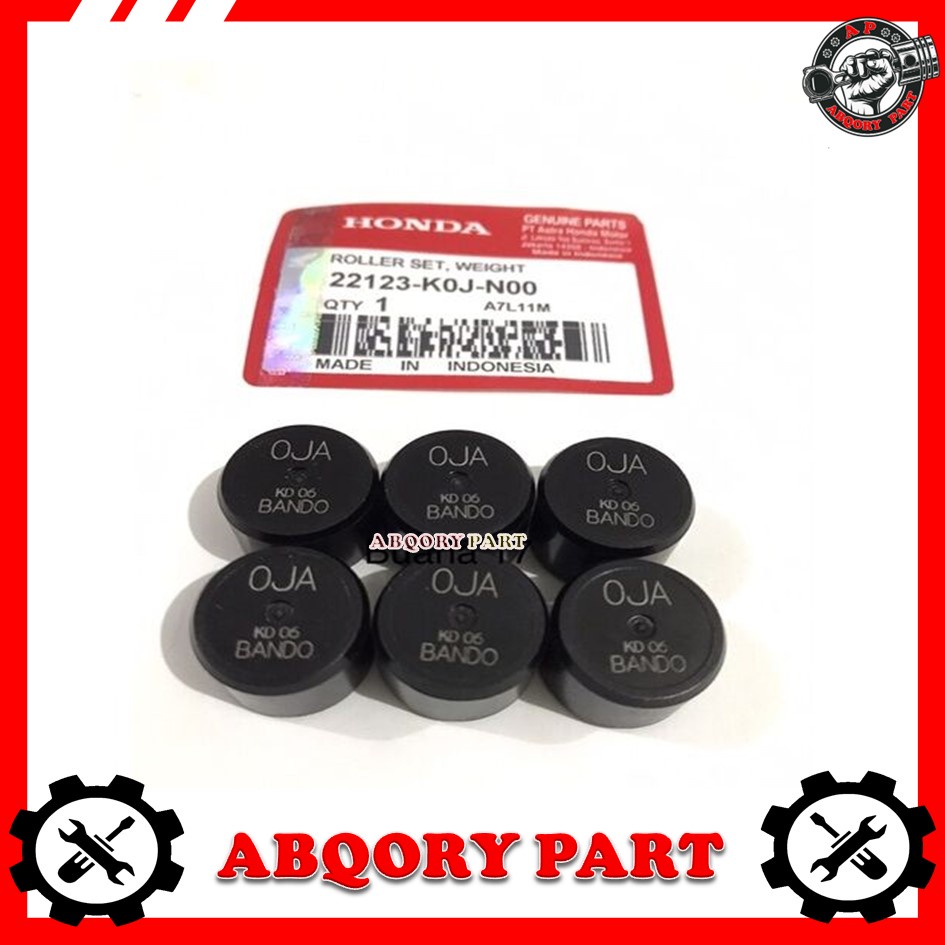 AP
ABQORY PART
HONDA
GENUINE PARTS
PT Astra Honda Motor
Made in Indonesia
ROLLER SET, WEIGHT
22123-K0J-N00
QTY 1 A7L11M
MADE IN INDONESIA
OJA
KD 06
BANDO
OJA
KD 06
BANDO
OJA
KD 06
BANDO
ABQORY PART
Buana 17
OJA
KD 06
BANDO
OJA
KD 06
BANDO
OJA
KD 06
BANDO
ABQORY PART